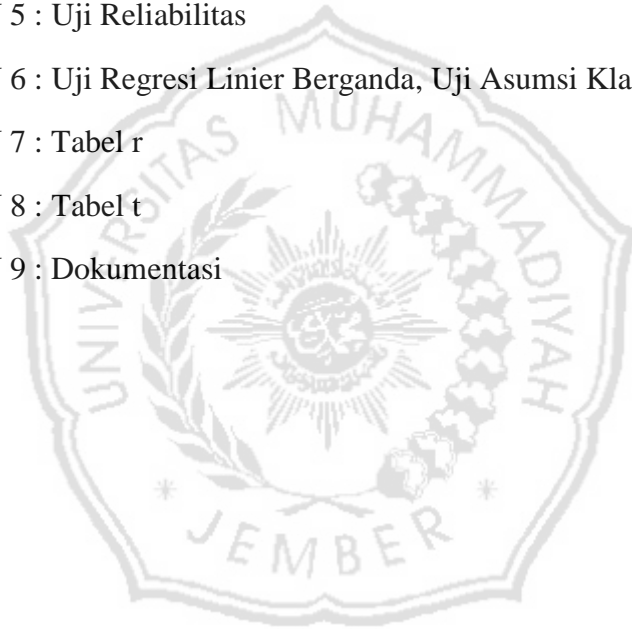 5 : Uji Reliabilitas
6 : Uji Regresi Linier Berganda, Uji Asumsi Kla
7 : Tabel r
8 : Tabel t
9 : Dokumentasi
UNIVERSITAS MUHAMMADIYAH
JEMBER